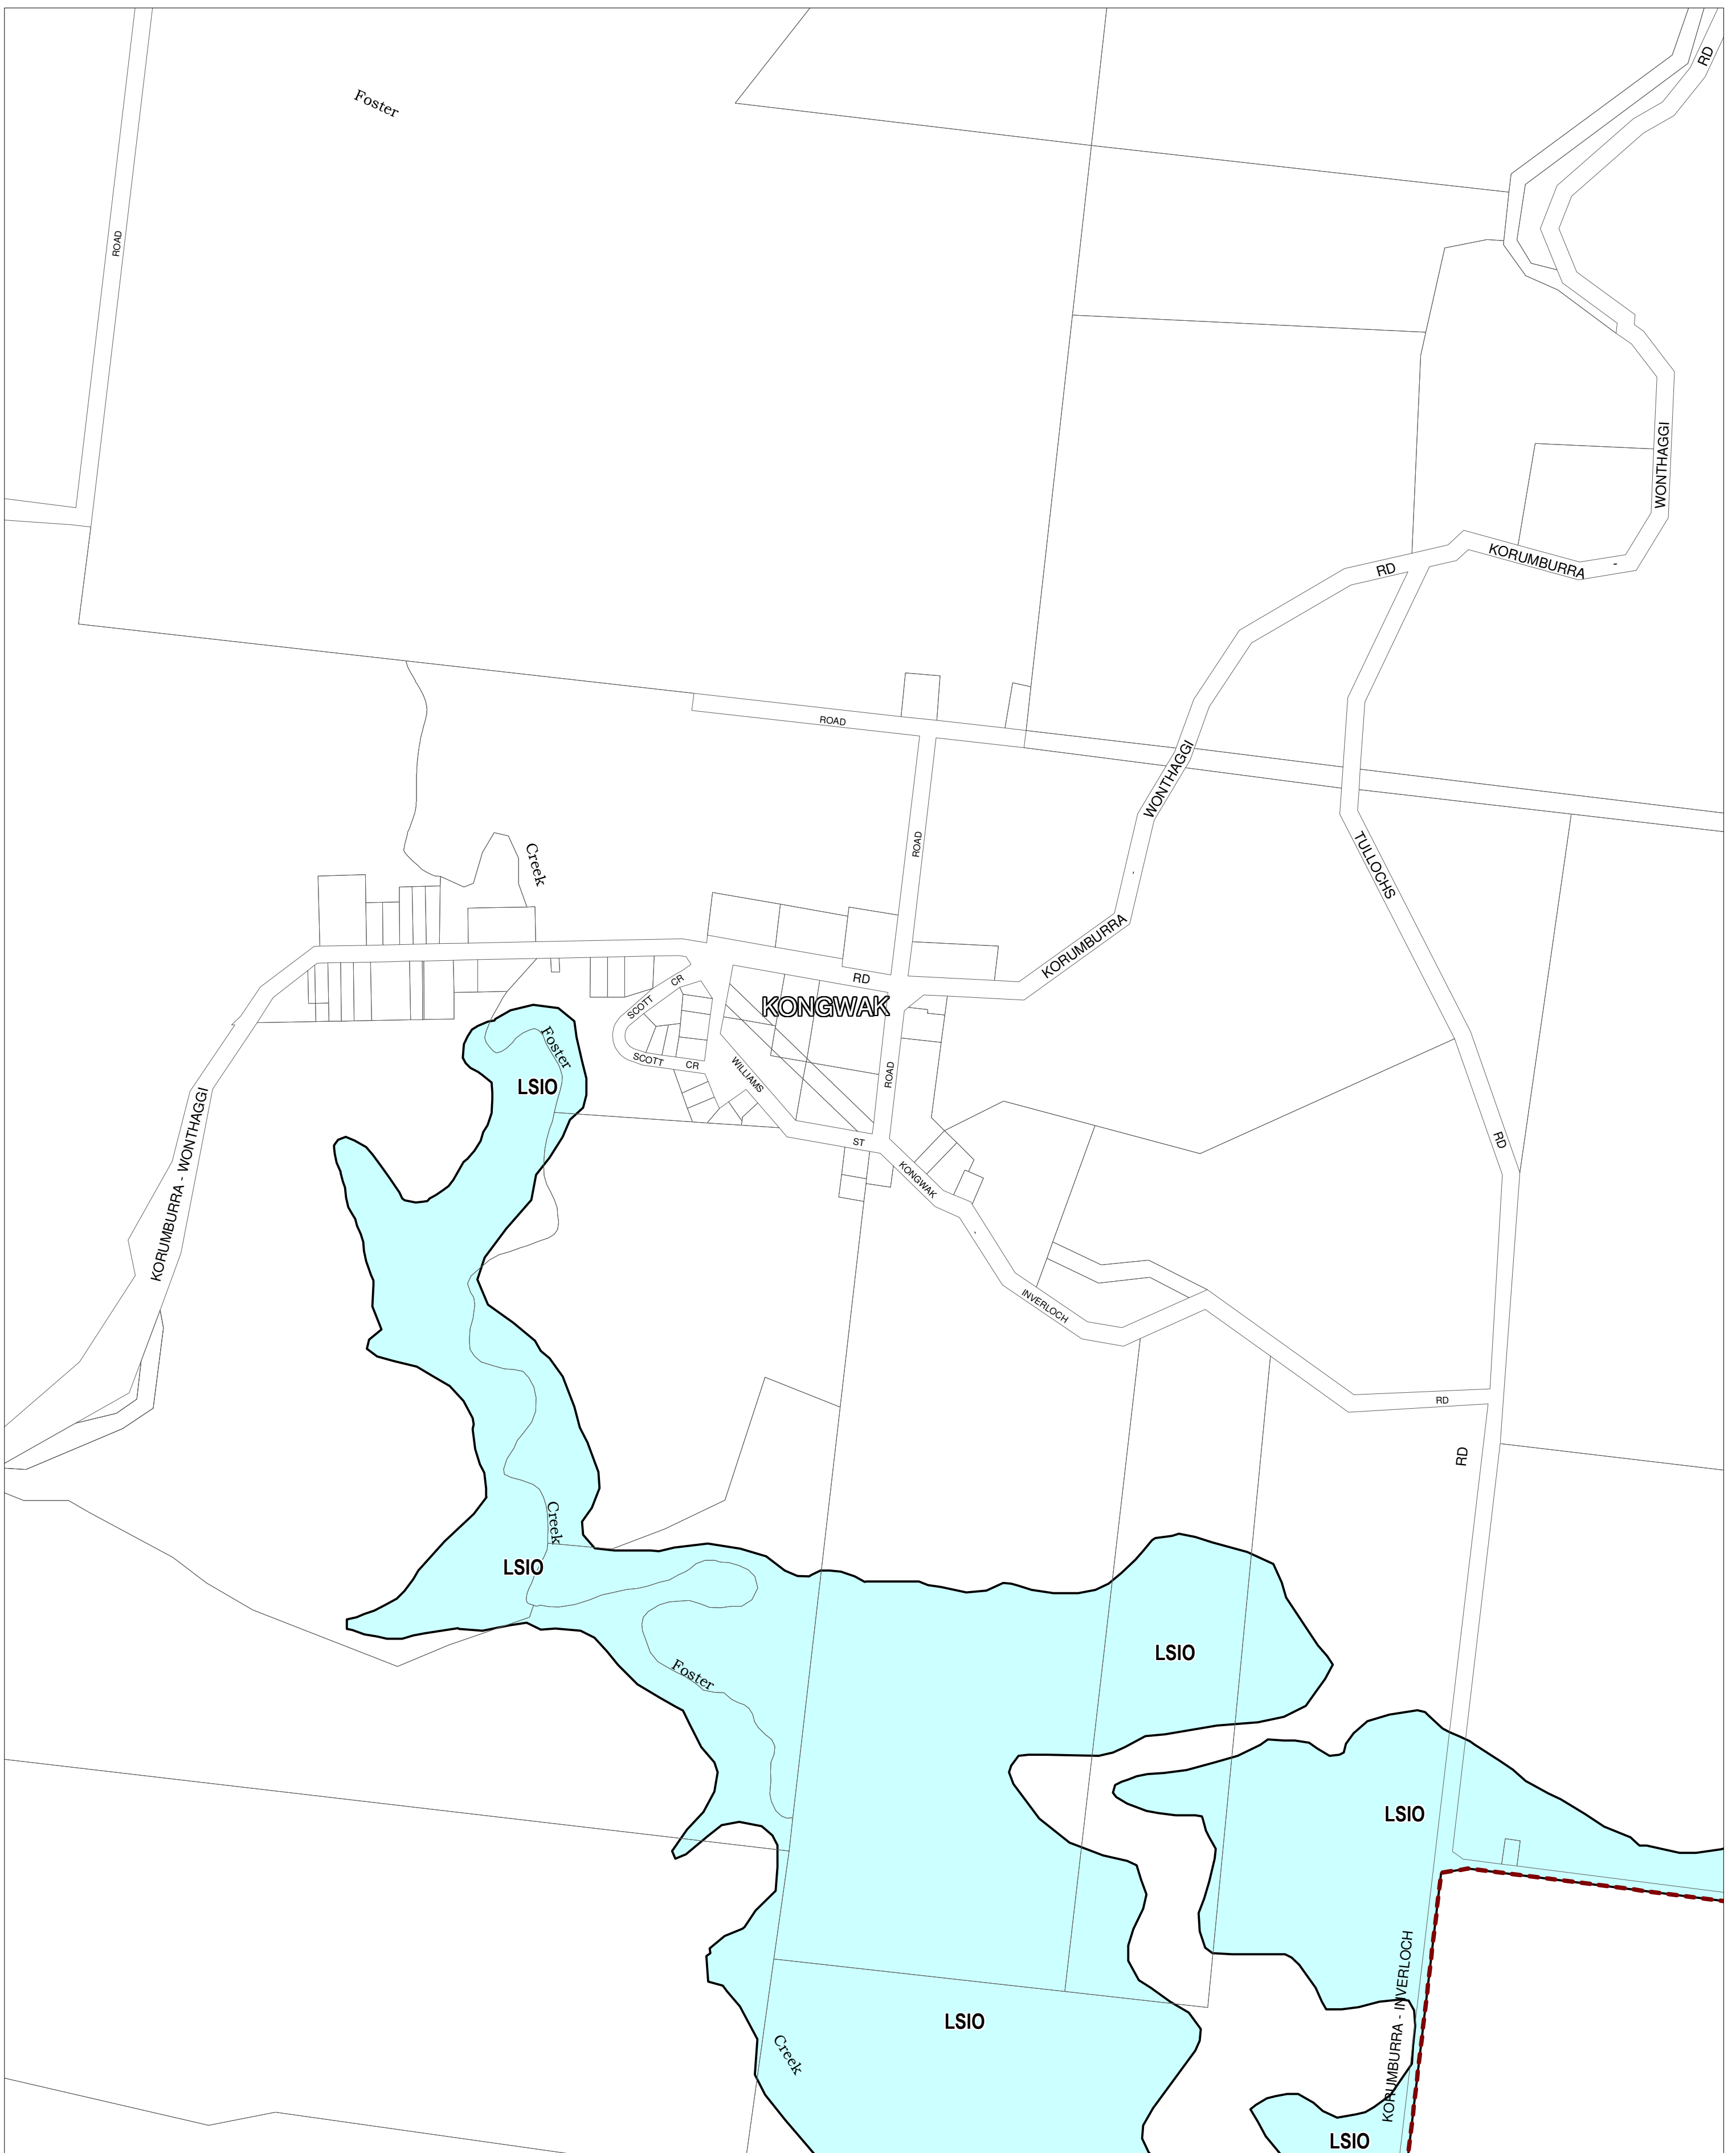 RD
Foster
ROAD
WONTHAGGI
KORUMBURRA -
RD
ROAD
WONTHAGGI -
KORUMBURRA
TULLOCHS
RD
Creek
ROAD
RD
KONGWAK
SCOTT CR
SCOTT CR
WILLIAMS
ST
ROAD
Foster
LSIO
KORUMBURRA - WONTHAGGI
KONGWAK -
INVERLOCH
RD
RD
Creek
LSIO
Foster
LSIO
LSIO
KORUMBURRA - INVERLOCH
LSIO
Creek
LSIO